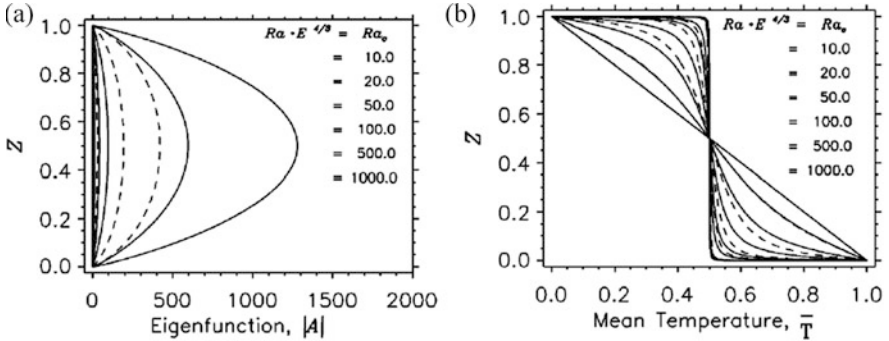 (a)
Ra • E 4/3 = Ra_c
= 10.0
= 20.0
= 50.0
= 100.0
= 500.0
= 1000.0
1.0
0.8
0.6
0.4
0.2
0.0
Z
0 500 1000 1500 2000
Eigenfunction, |A|
(b)
Ra • E 4/3 = Ra_c
= 10.0
= 20.0
= 50.0
= 100.0
= 500.0
= 1000.0
1.0
0.8
0.6
0.4
0.2
0.0
Z
0.0 0.2 0.4 0.6 0.8 1.0
Mean Temperature, T̅